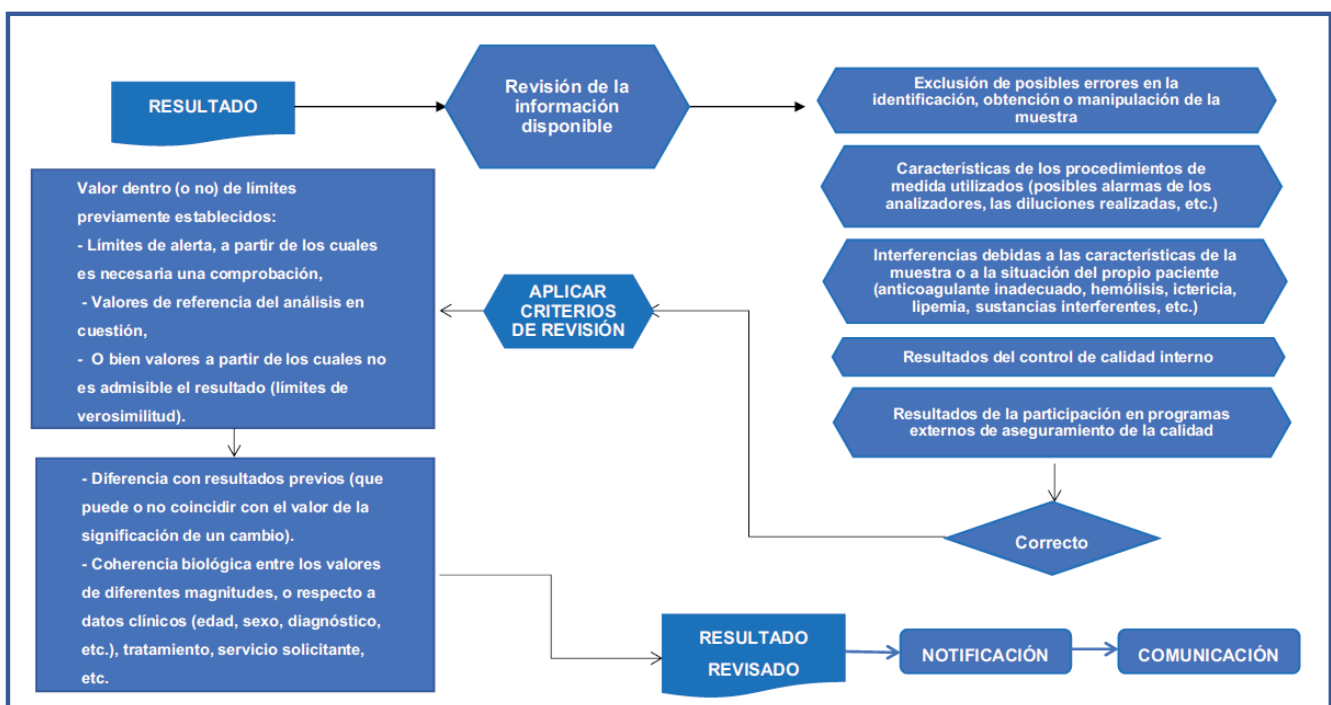 RESULTADO
Revisión de la
información
disponible
Exclusión de posibles errores en la
identificación, obtención o manipulación de la
muestra
Características de los procedimientos de
medida utilizados (posibles alarmas de los
analizadores, las diluciones realizadas, etc.)
Interferencias debidas a las características de la
muestra o a la situación del propio paciente
(anticoagulante inadecuado, hemólisis, ictericia,
lipemia, sustancias interferentes, etc.)
Resultados del control de calidad interno
Resultados de la participación en programas
externos de aseguramiento de la calidad
Correcto
APLICAR
CRITERIOS
DE REVISIÓN
Valor dentro (o no) de límites
previamente establecidos:
- Límites de alerta, a partir de los cuales
es necesaria una comprobación,
- Valores de referencia del análisis en
cuestión,
- O bien valores a partir de los cuales no
es admisible el resultado (límites de
verosimilitud).
- Diferencia con resultados previos (que
puede o no coincidir con el valor de la
significación de un cambio).
- Coherencia biológica entre los valores
de diferentes magnitudes, o respecto a
datos clínicos (edad, sexo, diagnóstico,
etc.), tratamiento, servicio solicitante,
etc.
RESULTADO
REVISADO
NOTIFICACIÓN
COMUNICACIÓN